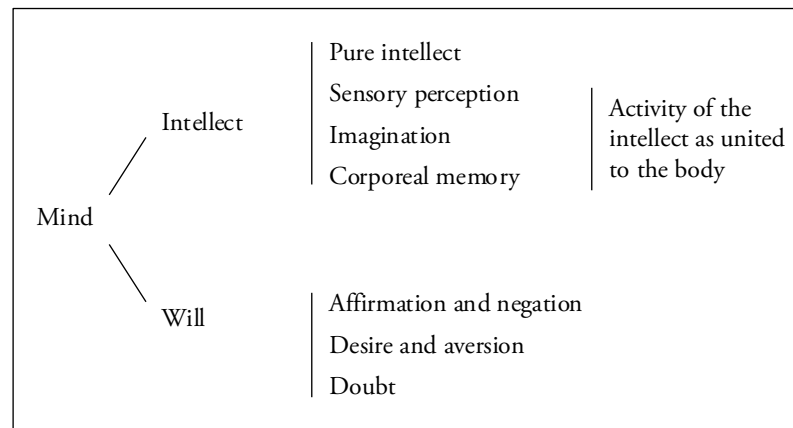 Pure intellect
Sensory perception
Intellect
Imagination
Corporeal memory
Activity of the
intellect as united
to the body
Mind
Will
Affirmation and negation
Desire and aversion
Doubt